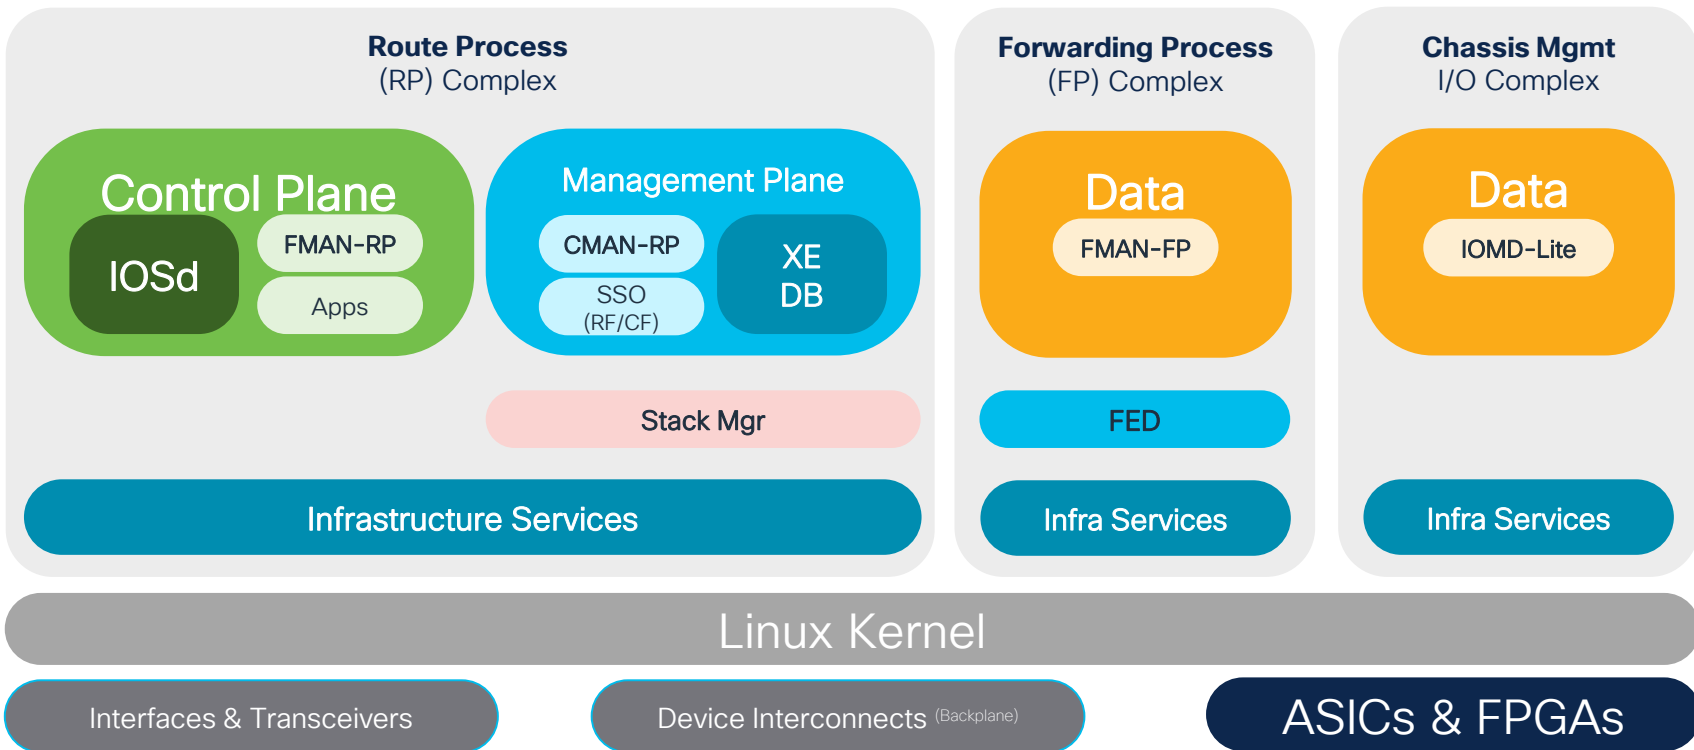 Route Process
(RP) Complex
Control Plane
IOSd
FMAN-RP
Apps
Management Plane
CMAN-RP
SSO
(RF/CF)
XE
DB
Stack Mgr
Infrastructure Services
Forwarding Process
(FP) Complex
Data
FMAN-FP
FED
Infra Services
Chassis Mgmt
I/O Complex
Data
IOMD-Lite
Infra Services
Linux Kernel
Interfaces & Transceivers
Device Interconnects (Backplane)
ASICs & FPGAs